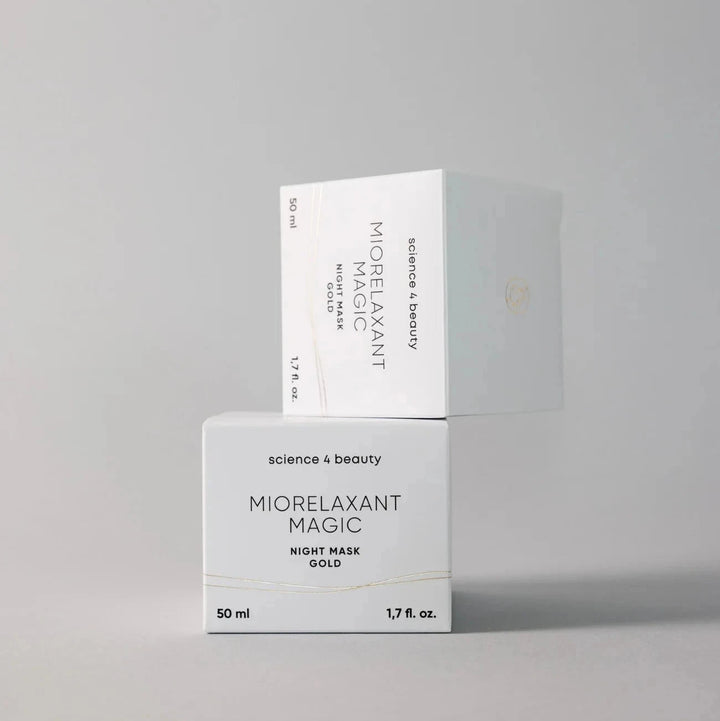 science 4 beauty
MIORELAXANT
MAGIC
NIGHT MASK
GOLD
50 ml
1,7 fl. oz.
science 4 beauty
MIORELAXANT
MAGIC
NIGHT MASK
GOLD
50 ml 1,7 fl. oz.